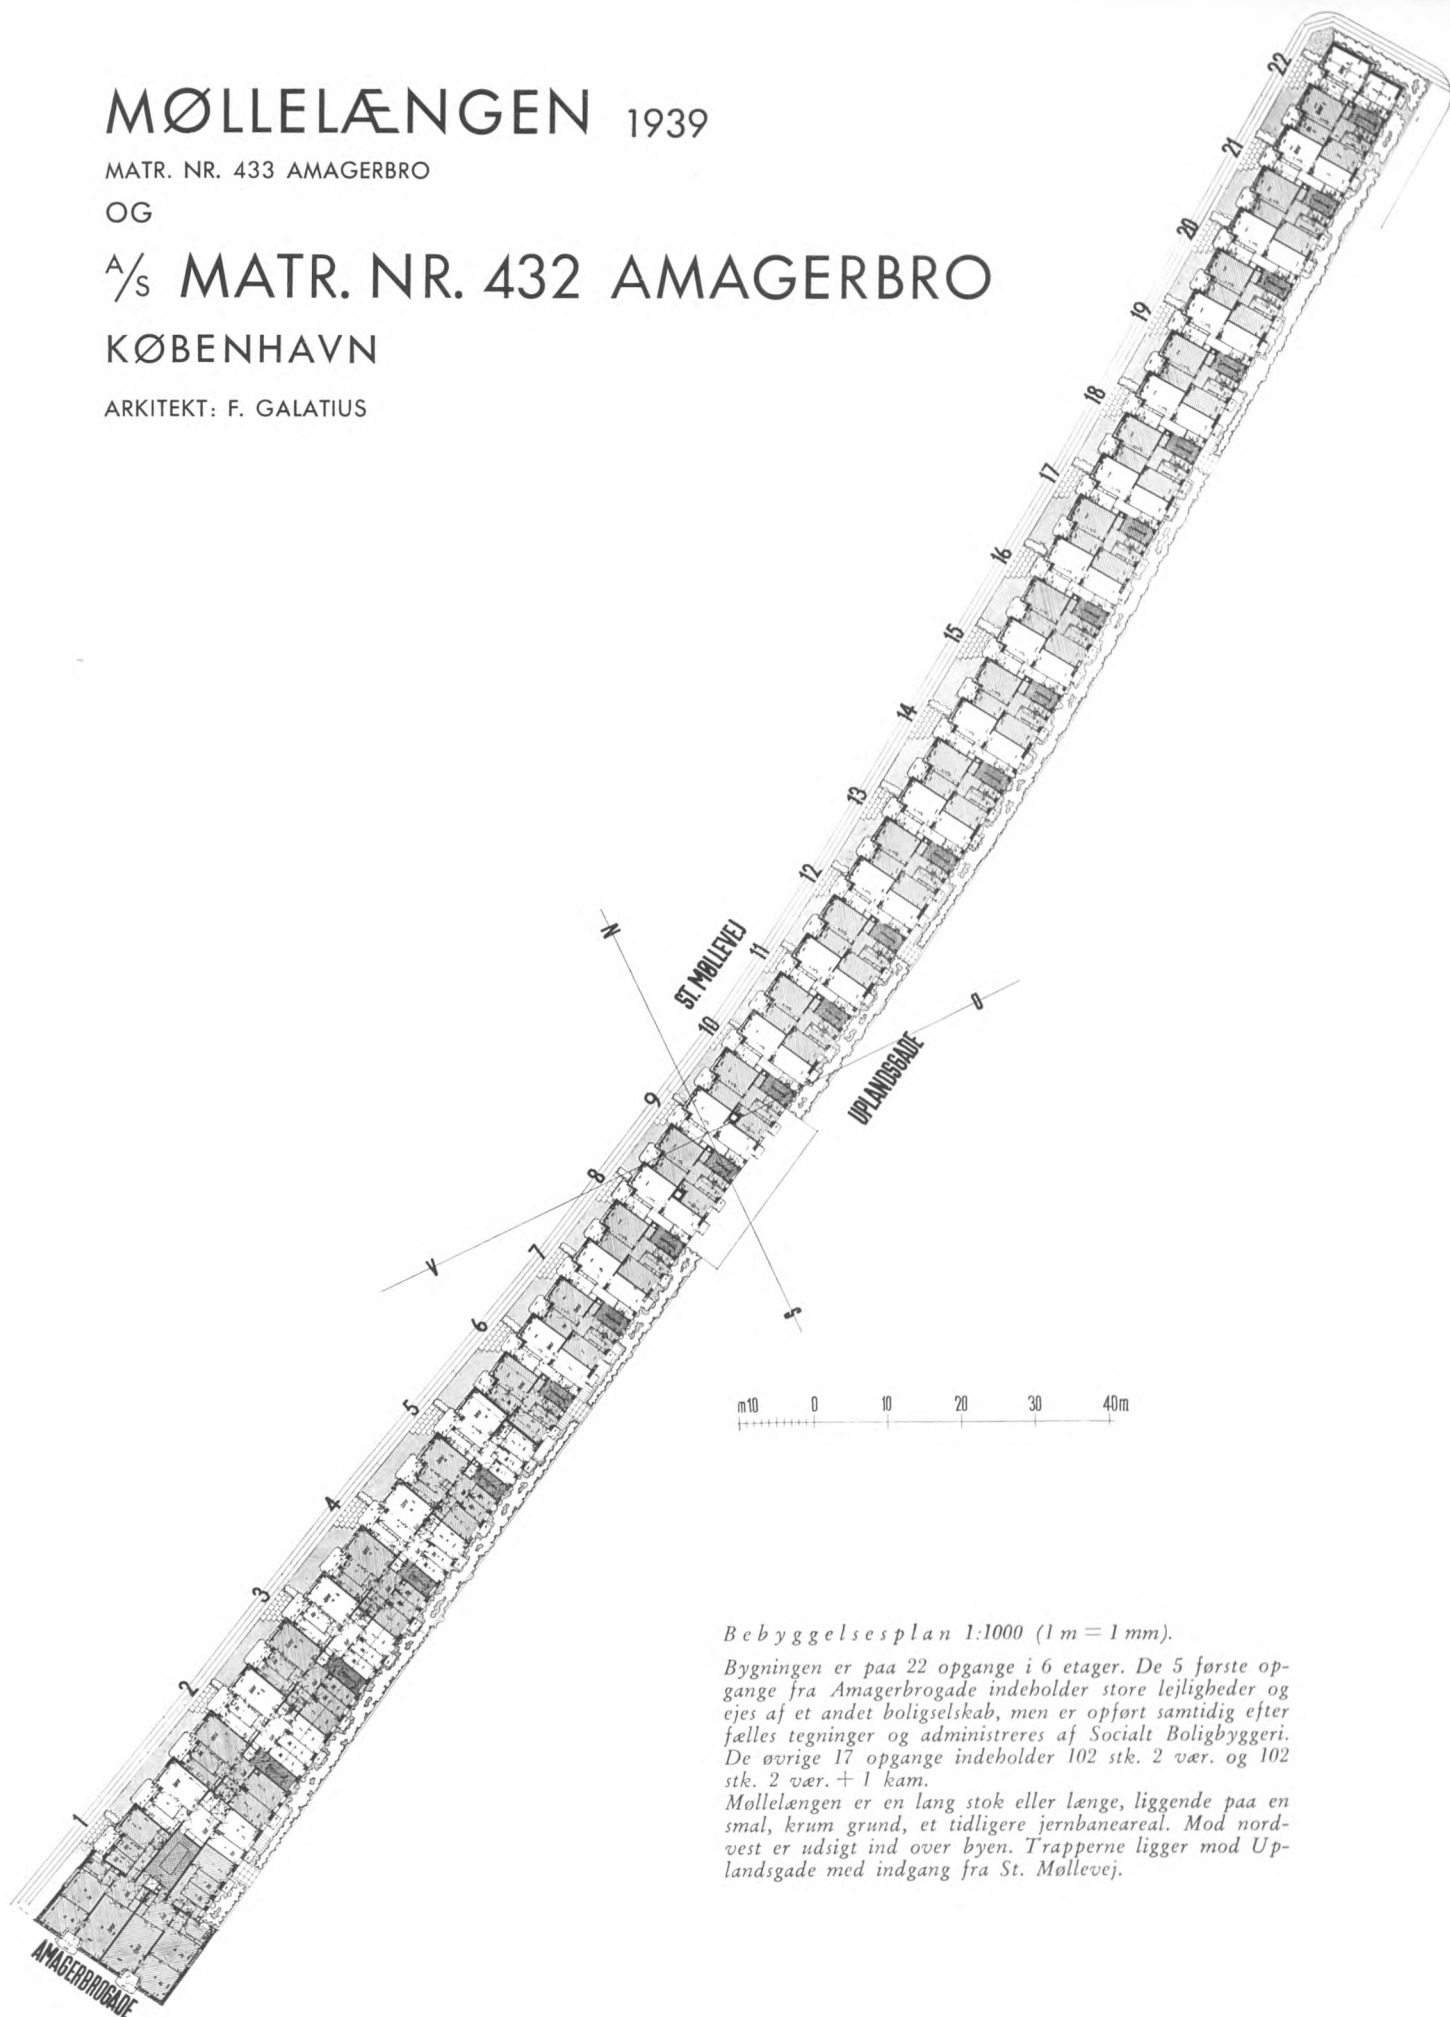 MØLLELÆNGEN 1939
MATR. NR. 433 AMAGERBRO
OG
A/S MATR. NR. 432 AMAGERBRO
KØBENHAVN
ARKITEKT: F. GALATIUS
22
21
20
19
18
17
16
15
14
13
12
11
10
9
8
7
6
5
4
3
2
1
ST. MØLLEVEJ
UPLANDSGADE
AMAGERBROGADE
N
Ø
V
S
m10 0 10 20 30 40m
Bebyggelsesplan 1:1000 (1 m = 1 mm).
Bygningen er paa 22 opgange i 6 etager. De 5 første op-
gange fra Amagerbrogade indeholder store lejligheder og
ejes af et andet boligselskab, men er opført samtidig efter
fælles tegninger og administreres af Socialt Boligbyggeri.
De øvrige 17 opgange indeholder 102 stk. 2 vær. og 102
stk. 2 vær. + 1 kam.
Møllelængen er en lang stok eller længe, liggende paa en
smal, krum grund, et tidligere jernbaneareal. Mod nord-
vest er udsigt ind over byen. Trapperne ligger mod Up-
landsgade med indgang fra St. Møllevej.